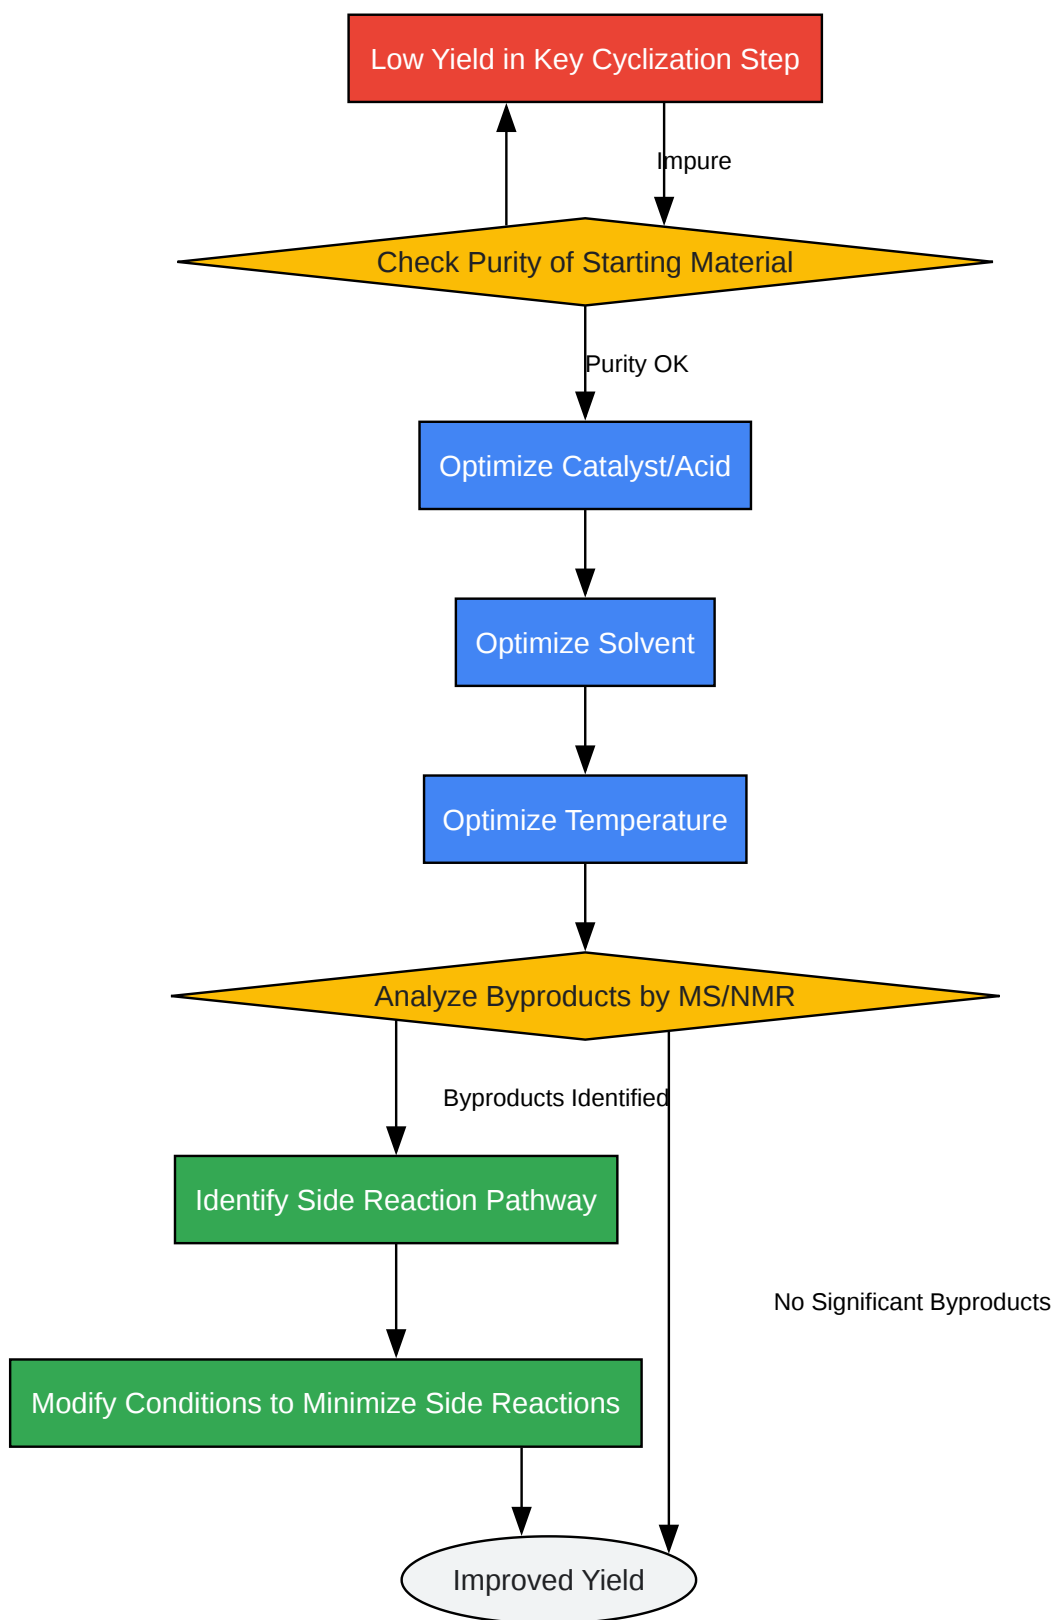 Low Yield in Key Cyclization Step
Impure
Check Purity of Starting Material
Purity OK
Optimize Catalyst/Acid
Optimize Solvent
Optimize Temperature
Analyze Byproducts by MS/NMR
Byproducts Identified
Identify Side Reaction Pathway
No Significant Byproducts
Modify Conditions to Minimize Side Reactions
Improved Yield